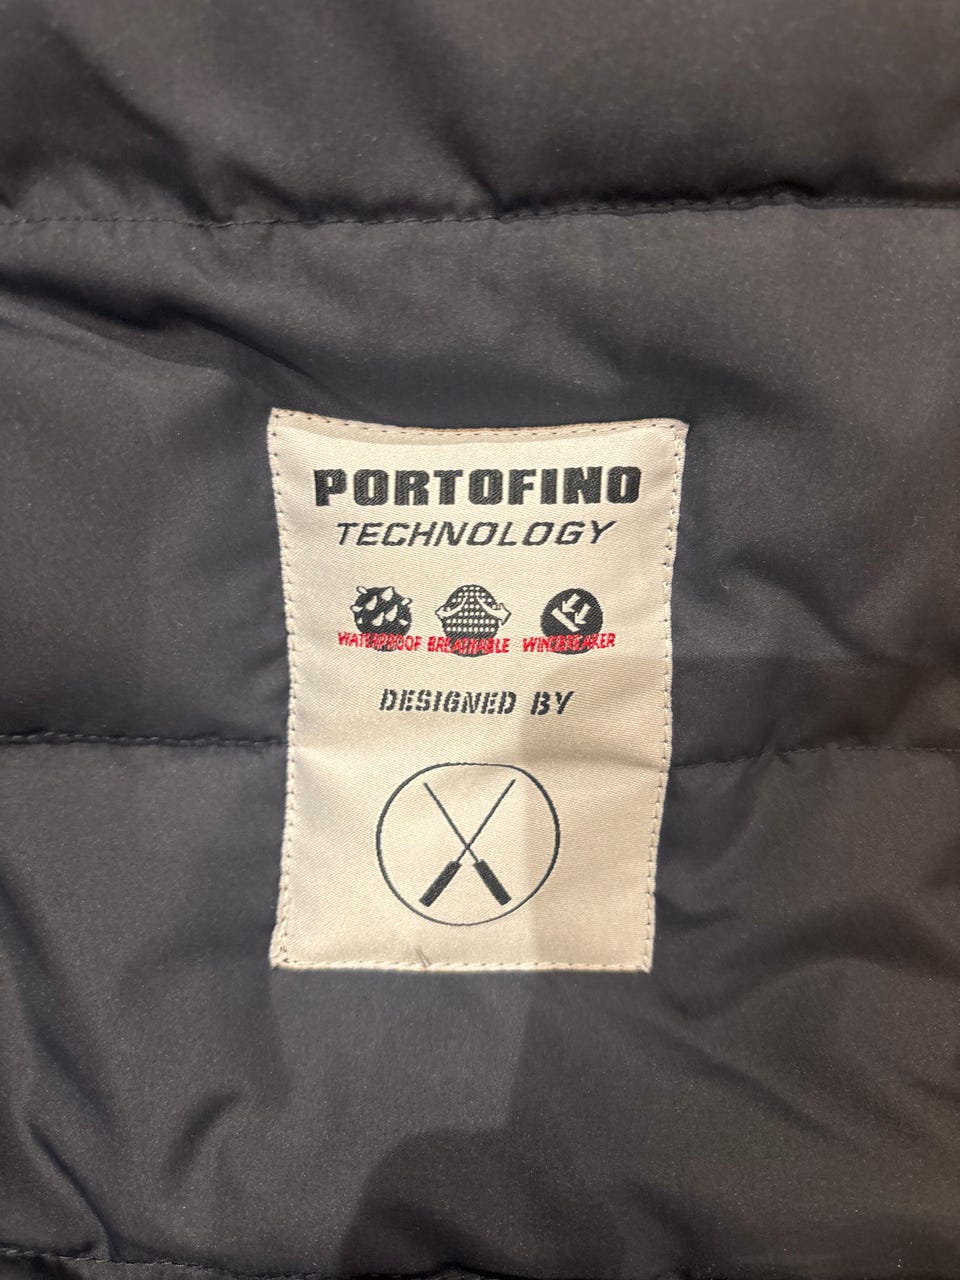 PORTOFINO
TECHNOLOGY
WATERPROOF BREATHABLE WINDBREAKER
DESIGNED BY